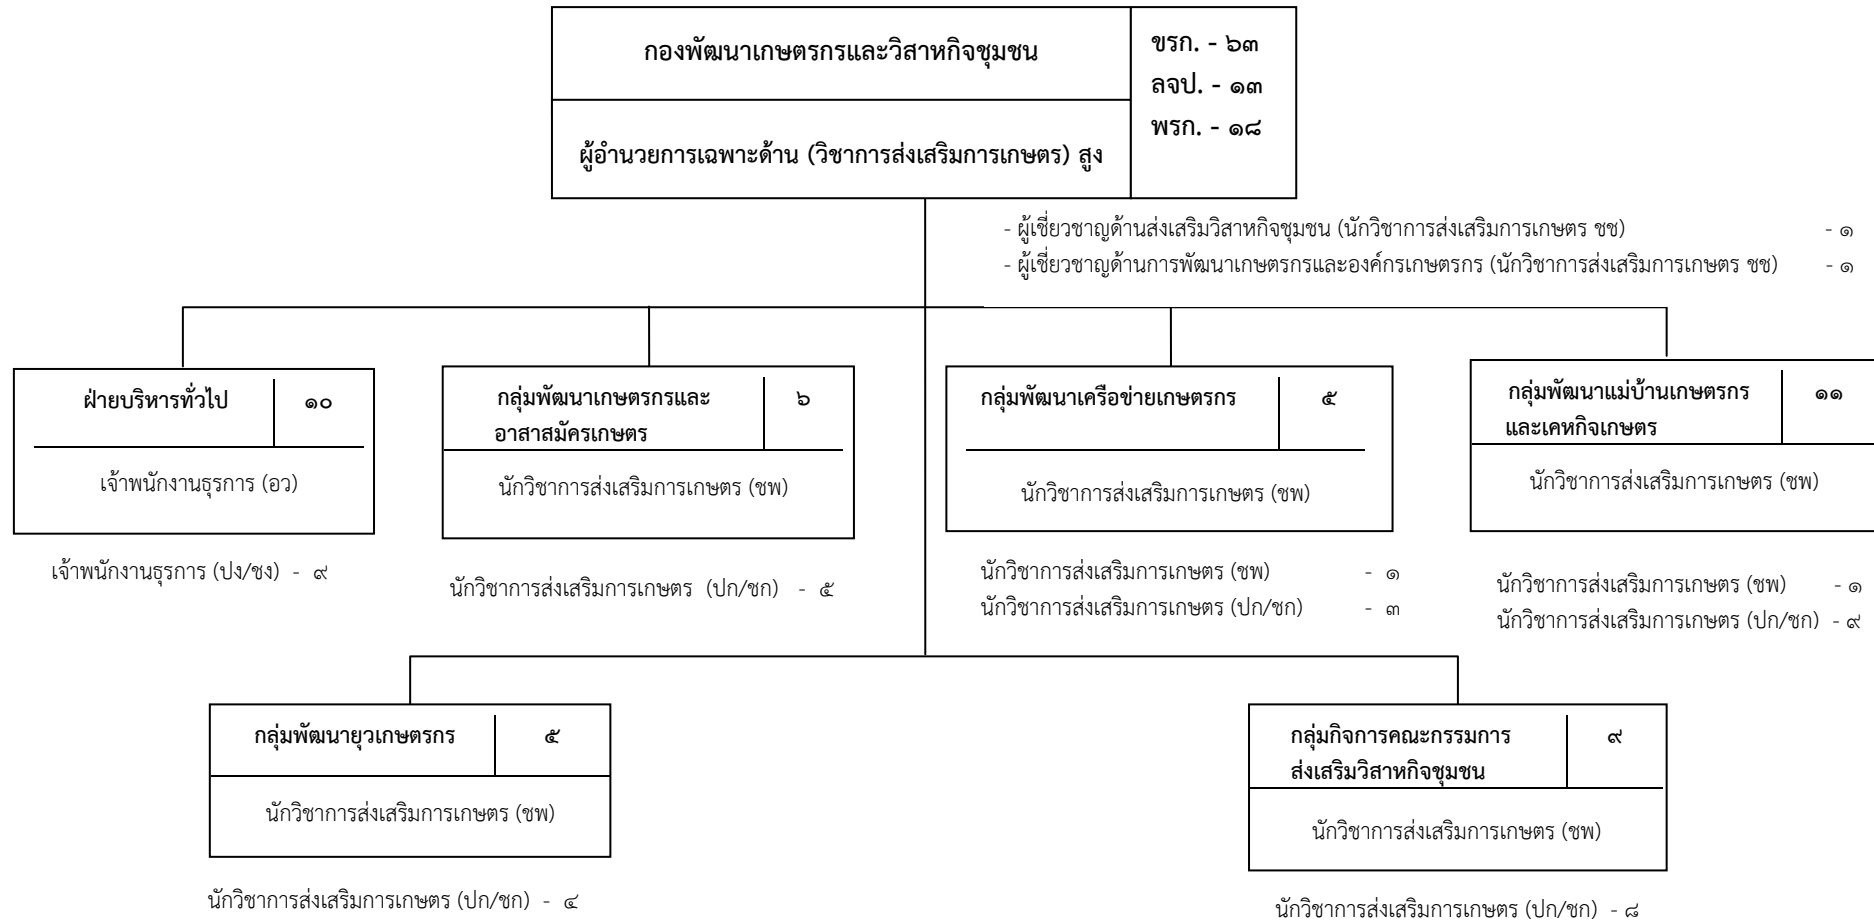 กองพัฒนาเกษตรกรและวิสาหกิจชุมชน
ผู้อำนวยการเฉพาะด้าน (วิชาการส่งเสริมการเกษตร) สูง
ขรก. - ๖๓
ลจป. - ๑๓
พรก. - ๑๘
- ผู้เชี่ยวชาญด้านส่งเสริมวิสาหกิจชุมชน (นักวิชาการส่งเสริมการเกษตร ชช) - ๑
- ผู้เชี่ยวชาญด้านการพัฒนาเกษตรกรและองค์กรเกษตรกร (นักวิชาการส่งเสริมการเกษตร ชช) - ๑
ฝ่ายบริหารทั่วไป ๑๐
เจ้าพนักงานธุรการ (อว)
เจ้าพนักงานธุรการ (ปง/ชง) - ๙
กลุ่มพัฒนาเกษตรกรและ ๖
อาสาสมัครเกษตร
นักวิชาการส่งเสริมการเกษตร (ชพ)
นักวิชาการส่งเสริมการเกษตร (ปก/ชก) - ๕
กลุ่มพัฒนาเครือข่ายเกษตรกร ๕
นักวิชาการส่งเสริมการเกษตร (ชพ)
นักวิชาการส่งเสริมการเกษตร (ชพ) - ๑
นักวิชาการส่งเสริมการเกษตร (ปก/ชก) - ๓
กลุ่มพัฒนาแม่บ้านเกษตรกร ๑๑
และเคหกิจเกษตร
นักวิชาการส่งเสริมการเกษตร (ชพ)
นักวิชาการส่งเสริมการเกษตร (ชพ) - ๑
นักวิชาการส่งเสริมการเกษตร (ปก/ชก) - ๙
กลุ่มพัฒนายุวเกษตรกร ๕
นักวิชาการส่งเสริมการเกษตร (ชพ)
นักวิชาการส่งเสริมการเกษตร (ปก/ชก) - ๔
กลุ่มกิจการคณะกรรมการ ๙
ส่งเสริมวิสาหกิจชุมชน
นักวิชาการส่งเสริมการเกษตร (ชพ)
นักวิชาการส่งเสริมการเกษตร (ปก/ชก) - ๘